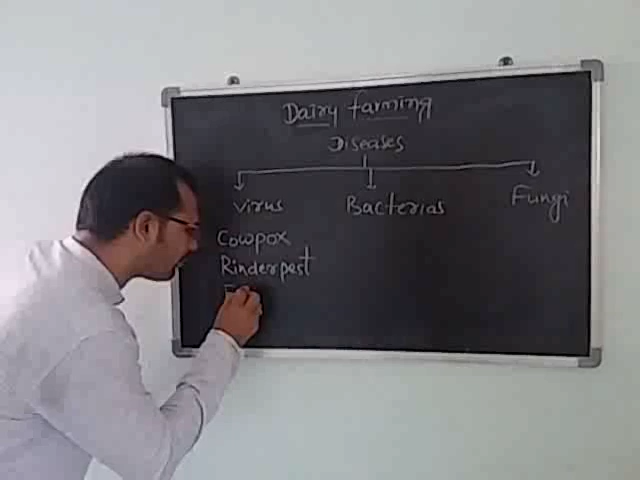 Dairy farming
Diseases
Virus Bacterias Fungi
Cowpox
Rinderpest
F